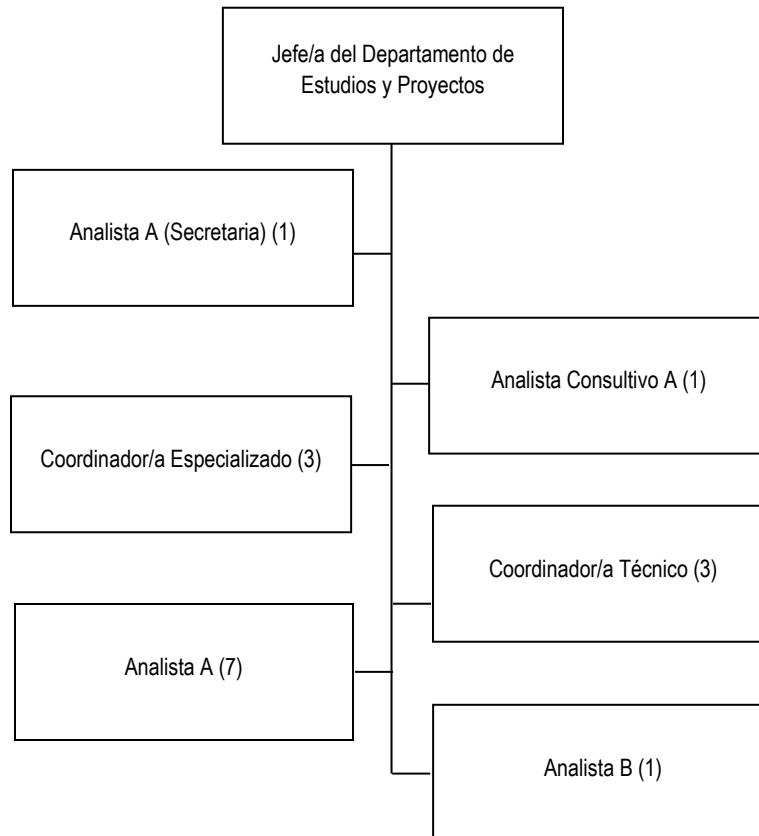 Jefe/a del Departamento de
Estudios y Proyectos
Analista A (Secretaria) (1)
Analista Consultivo A (1)
Coordinador/a Especializado (3)
Coordinador/a Técnico (3)
Analista A (7)
Analista B (1)